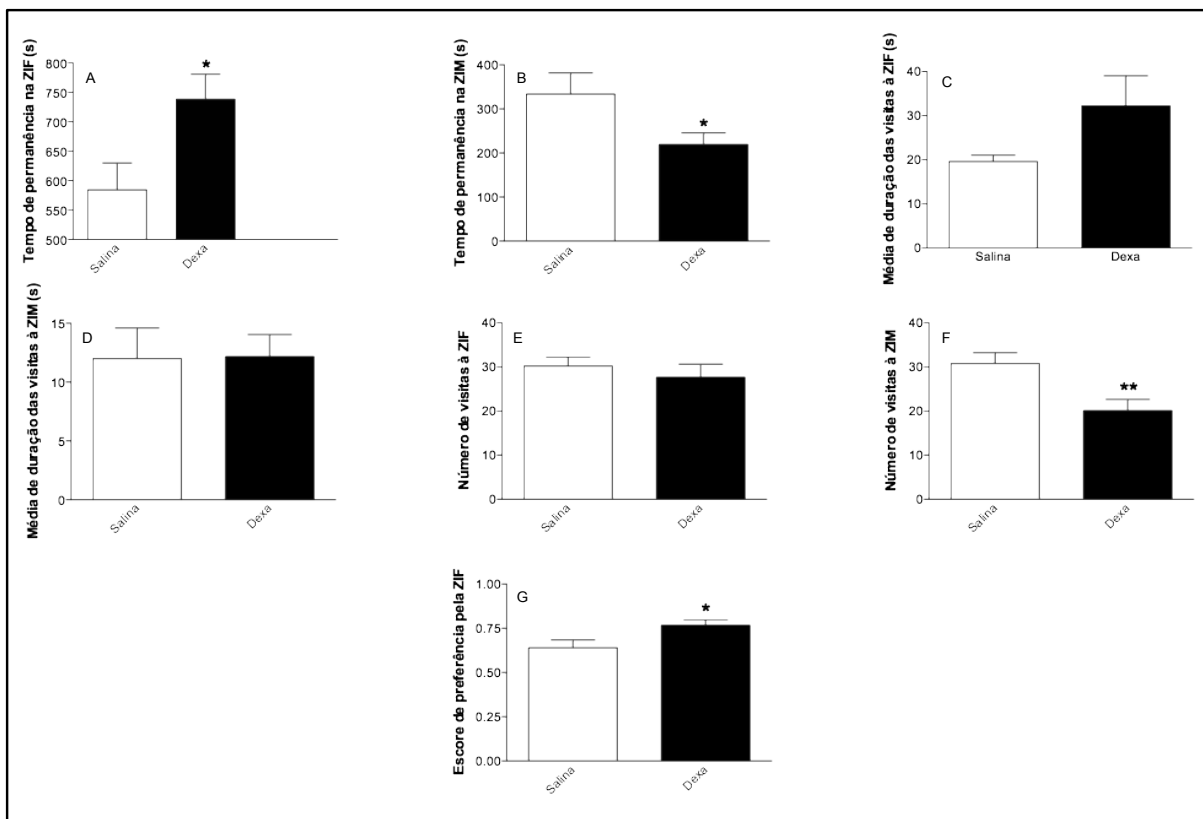 Tempo de permanência na ZIF (s)
800
750
700
650
600
550
500
A
*
Salina
Dexa
Tempo de permanência na ZIM (s)
400
300
200
100
0
B
*
Salina
Dexa
Média de duração das visitas à ZIF (s)
40
30
20
10
0
C
Salina
Dexa
Média de duração das visitas à ZIM (s)
15
10
5
0
D
Salina
Dexa
Número de visitas à ZIF
40
30
20
10
0
E
Salina
Dexa
Número de visitas à ZIM
40
30
20
10
0
F
**
Salina
Dexa
Escore de preferência pela ZIF
1.00
0.75
0.50
0.25
0.00
G
*
Salina
Dexa